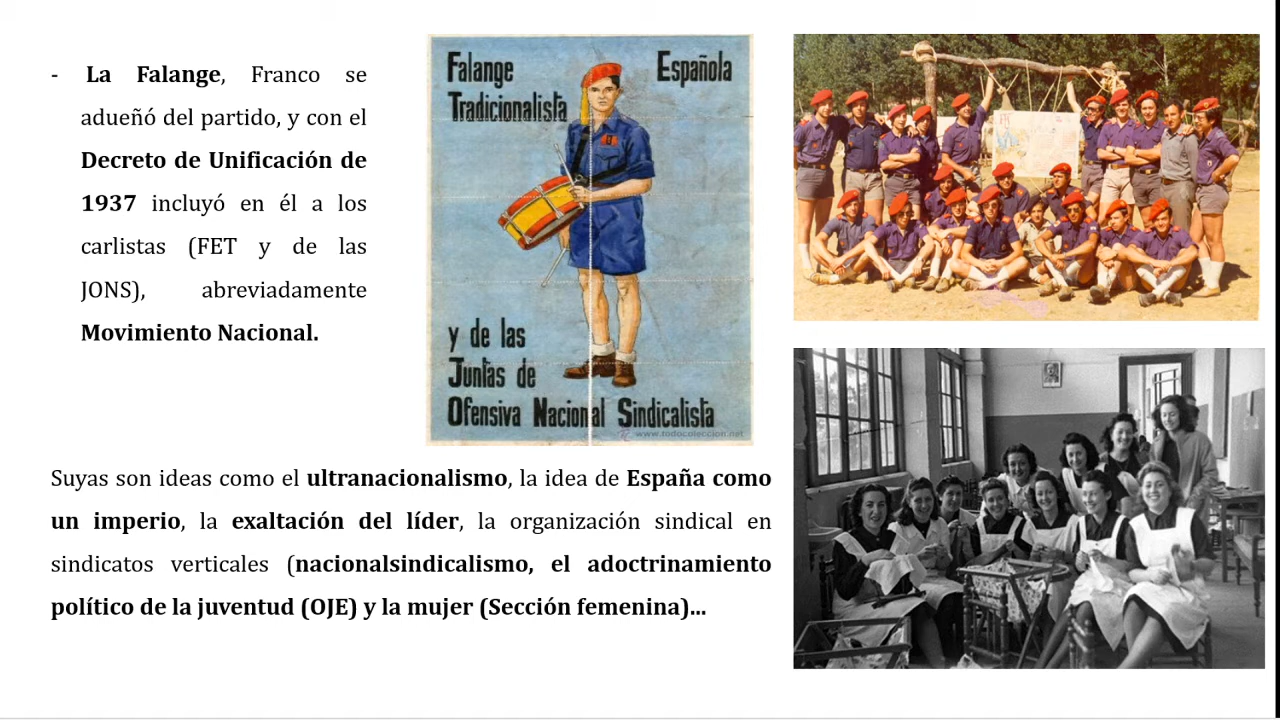 - La Falange, Franco se
adueñó del partido, y con el
Decreto de Unificación de
1937 incluyó en él a los
carlistas (FET y de las
JONS), abreviadamente
Movimiento Nacional.
Falange Española
Tradicionalista
y de las
Juntas de
Ofensiva Nacional Sindicalista
www.todocoleccion.net
Suyas son ideas como el ultranacionalismo, la idea de España como
un imperio, la exaltación del líder, la organización sindical en
sindicatos verticales (nacionalsindicalismo, el adoctrinamiento
político de la juventud (OJE) y la mujer (Sección femenina)...